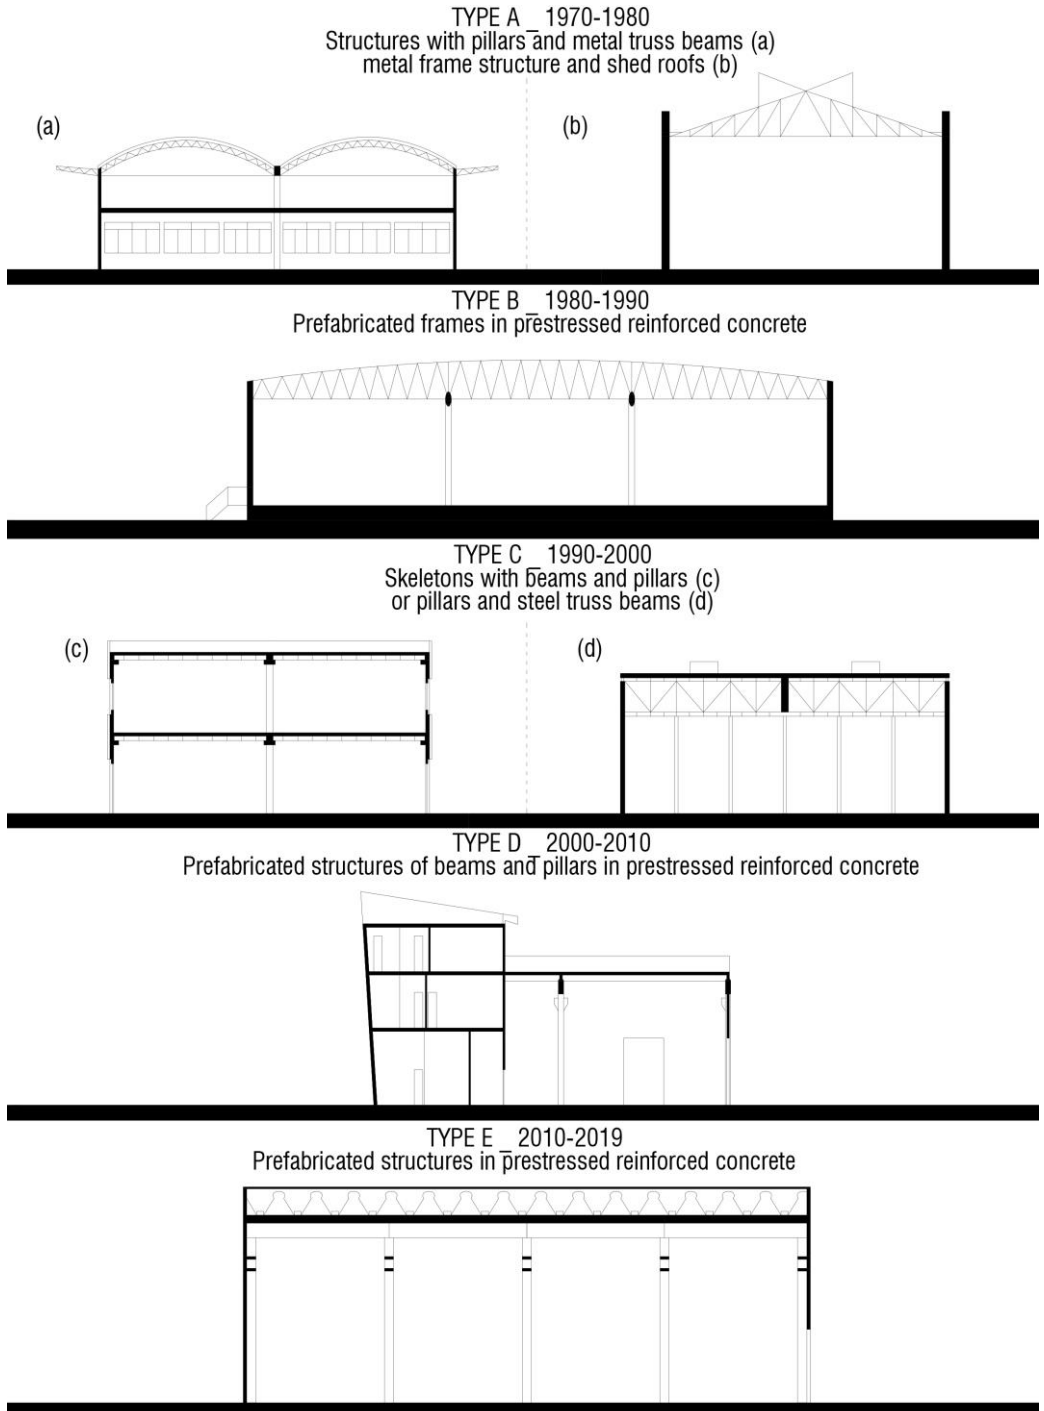 TYPE A _ 1970-1980
Structures with pillars and metal truss beams (a)
metal frame structure and shed roofs (b)
(a)
(b)
TYPE B _ 1980-1990
Prefabricated frames in prestressed reinforced concrete
TYPE C _ 1990-2000
Skeletons with beams and pillars (c)
or pillars and steel truss beams (d)
(c)
(d)
TYPE D _ 2000-2010
Prefabricated structures of beams and pillars in prestressed reinforced concrete
TYPE E _ 2010-2019
Prefabricated structures in prestressed reinforced concrete